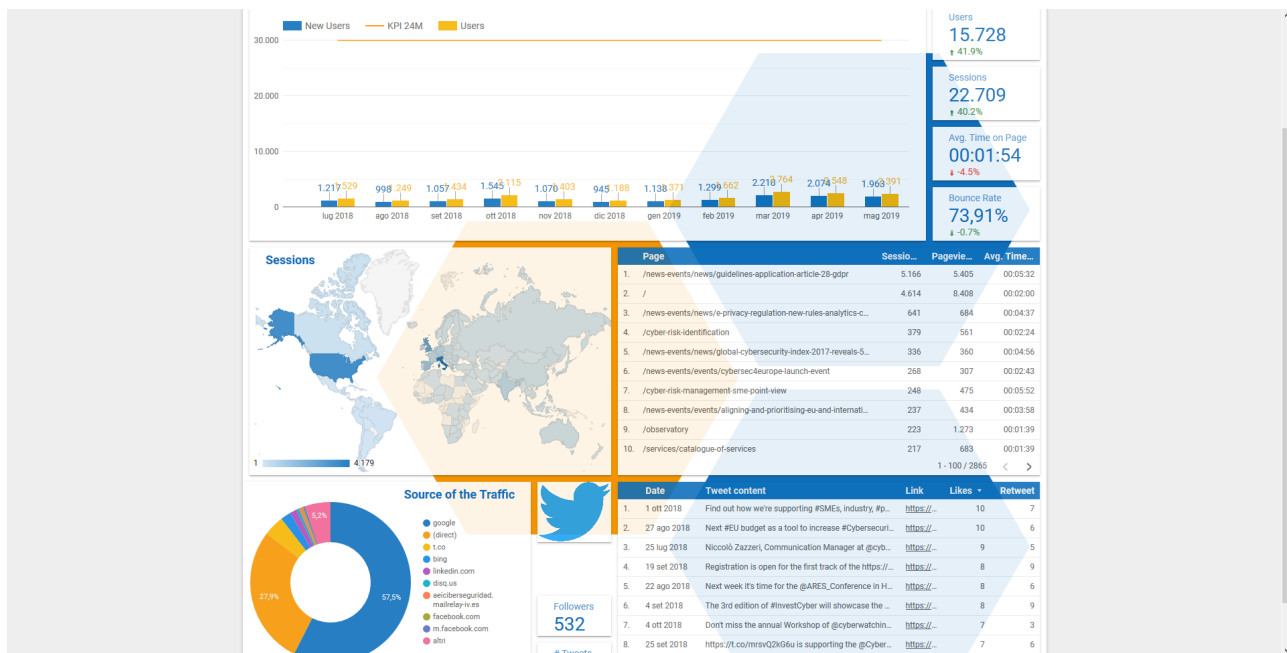 New Users KPI 24M Users
30.000
20.000
10.000
0
1.217 1.529 998 1.249 1.057 1.434 1.545 2.115 1.070 1.403 945 1.188 1.138 1.371 1.299 1.662 2.210 2.764 2.074 2.548 1.963 2.391
lug 2018 ago 2018 set 2018 ott 2018 nov 2018 dic 2018 gen 2019 feb 2019 mar 2019 apr 2019 mag 2019
Users
15.728
41.9%
Sessions
22.709
40.2%
Avg. Time on Page
00:01:54
-4.5%
Bounce Rate
73,91%
-0.7%
Sessions
1 4.179
Page Sessio... Pagevie... Avg. Time...
1. /news-events/news/guidelines-application-article-28-gdpr 5.166 5.405 00:05:32
2. / 4.614 8.408 00:02:00
3. /news-events/news/e-privacy-regulation-new-rules-analytics-c... 641 684 00:04:37
4. /cyber-risk-identification 379 561 00:02:24
5. /news-events/news/global-cybersecurity-index-2017-reveals-5... 336 360 00:04:56
6. /news-events/events/cybersec4europe-launch-event 268 307 00:02:43
7. /cyber-risk-management-sme-point-view 248 475 00:05:52
8. /news-events/events/aligning-and-prioritising-eu-and-internati... 237 434 00:03:58
9. /observatory 223 1.273 00:01:39
10. /services/catalogue-of-services 217 683 00:01:39
1 - 100 / 2865
Source of the Traffic
5,2%
27,9%
57,5%
google
(direct)
t.co
bing
linkedin.com
disq.us
aeiciberseguridad.
mailrelay-iv.es
facebook.com
m.facebook.com
altri
Followers
532
# Tweets
Date Tweet content Link Likes Retweet
1. 1 ott 2018 Find out how we're supporting #SMEs, industry, #p... https://... 10 7
2. 27 ago 2018 Next #EU budget as a tool to increase #Cybersecuri... https://... 10 6
3. 25 lug 2018 Niccolò Zazzeri, Communication Manager at @cyb... https://... 9 5
4. 19 set 2018 Registration is open for the first track of the https://... https://... 8 9
5. 22 ago 2018 Next week it's time for the @ARES_Conference in H... https://... 8 6
6. 4 set 2018 The 3rd edition of #InvestCyber will showcase the ... https://... 8 9
7. 4 ott 2018 Don't miss the annual Workshop of @cyberwatchin... https://... 7 3
8. 25 set 2018 https://t.co/mrsvQ2kG6u is supporting the @Cyber... https://... 7 6